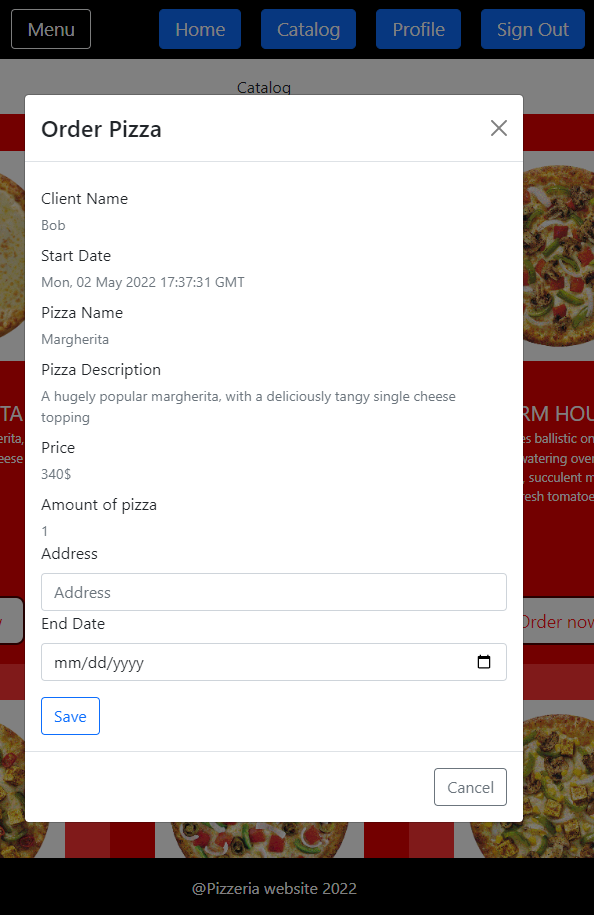 Menu Home Catalog Profile Sign Out
Catalog
Order Pizza
Client Name
Bob
Start Date
Mon, 02 May 2022 17:37:31 GMT
Pizza Name
Margherita
Pizza Description
A hugely popular margherita, with a deliciously tangy single cheese
topping
Price
340$
Amount of pizza
1
Address
Address
End Date
mm/dd/yyyy
Save
Cancel
TA
erita,
eese
RM HOU
es ballistic on
watering over
, succulent m
resh tomatoe
Order now
@Pizzeria website 2022